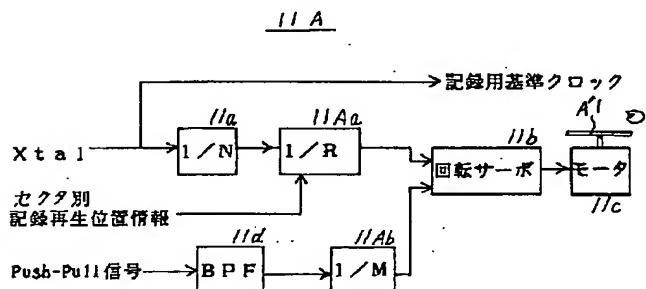 11A
記録用基準クロック
11a 11Aa 11b A'1
Xtal 1/N 1/R 回転サーボ モータ
11c
セクタ別
記録再生位置情報
11d 11Ab
Push-Pull信号 BPF 1/M